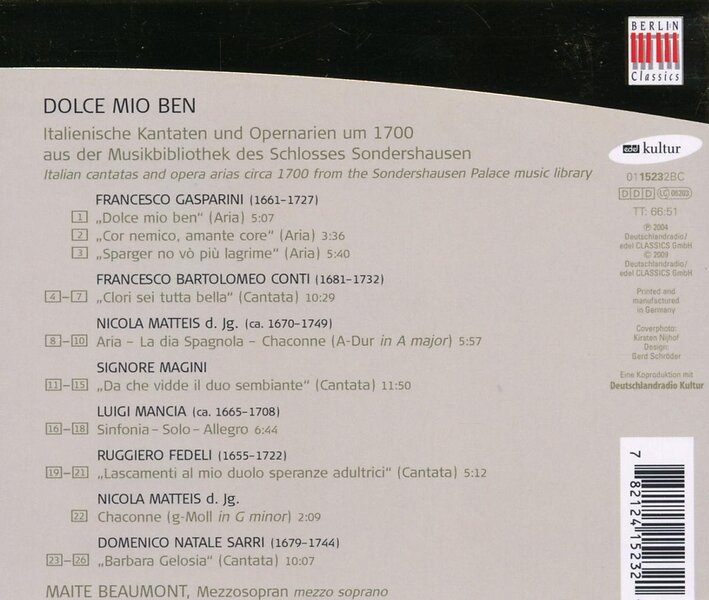 BERLIN
Classics
DOLCE MIO BEN
Italienische Kantaten und Opernarien um 1700
aus der Musikbibliothek des Schlosses Sondershausen
Italian cantatas and opera arias circa 1700 from the Sondershausen Palace music library
edel kultur
0115232BC
DDD LC 06203
TT: 66:51
℗ 2004
Deutschlandradio/
edel CLASSICS GmbH
© 2009
Deutschlandradio/
edel CLASSICS GmbH
Printed and
manufactured
in Germany
Coverphoto:
Kirsten Nijhof
Design:
Gerd Schröder
Eine Koproduktion mit
Deutschlandradio Kultur
FRANCESCO GASPARINI (1661-1727)
1 „Dolce mio ben“ (Aria) 5:07
2 „Cor nemico, amante core“ (Aria) 3:36
3 „Sparger no vò più lagrime“ (Aria) 5:40
FRANCESCO BARTOLOMEO CONTI (1681-1732)
4–7 „Clori sei tutta bella“ (Cantata) 10:29
NICOLA MATTEIS d. Jg. (ca. 1670-1749)
8–10 Aria – La dia Spagnola – Chaconne (A-Dur in A major) 5:57
SIGNORE MAGINI
11–15 „Da che vidde il duo sembiante“ (Cantata) 11:50
LUIGI MANCIA (ca. 1665-1708)
16–18 Sinfonia – Solo – Allegro 6:44
RUGGIERO FEDELI (1655-1722)
19–21 „Lascamenti al mio duolo speranze adultrici“ (Cantata) 5:12
NICOLA MATTEIS d. Jg.
22 Chaconne (g-Moll in G minor) 2:09
DOMENICO NATALE SARRI (1679-1744)
23–26 „Barbara Gelosia“ (Cantata) 10:07
MAITE BEAUMONT, Mezzosopran mezzo soprano
7 82124 15232